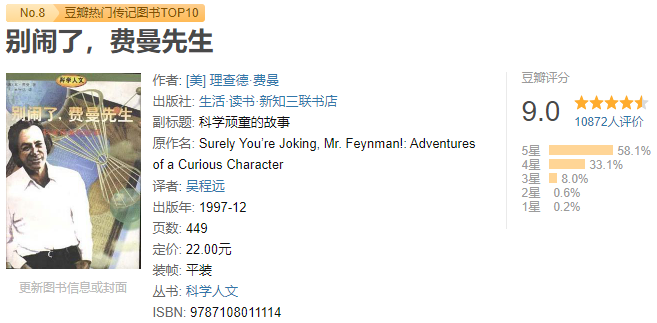 No.8 豆瓣热门传记图书TOP10
别闹了，费曼先生
科学人文
别闹了，费曼先生
更新图书信息或封面
作者: [美] 理查德·费曼
出版社: 生活·读书·新知三联书店
副标题: 科学顽童的故事
原作名: Surely You're Joking, Mr. Feynman!: Adventures
of a Curious Character
译者: 吴程远
出版年: 1997-12
页数: 449
定价: 22.00元
装帧: 平装
丛书: 科学人文
ISBN: 9787108011114
豆瓣评分
9.0
10872人评价
5星 58.1%
4星 33.1%
3星 8.0%
2星 0.6%
1星 0.2%